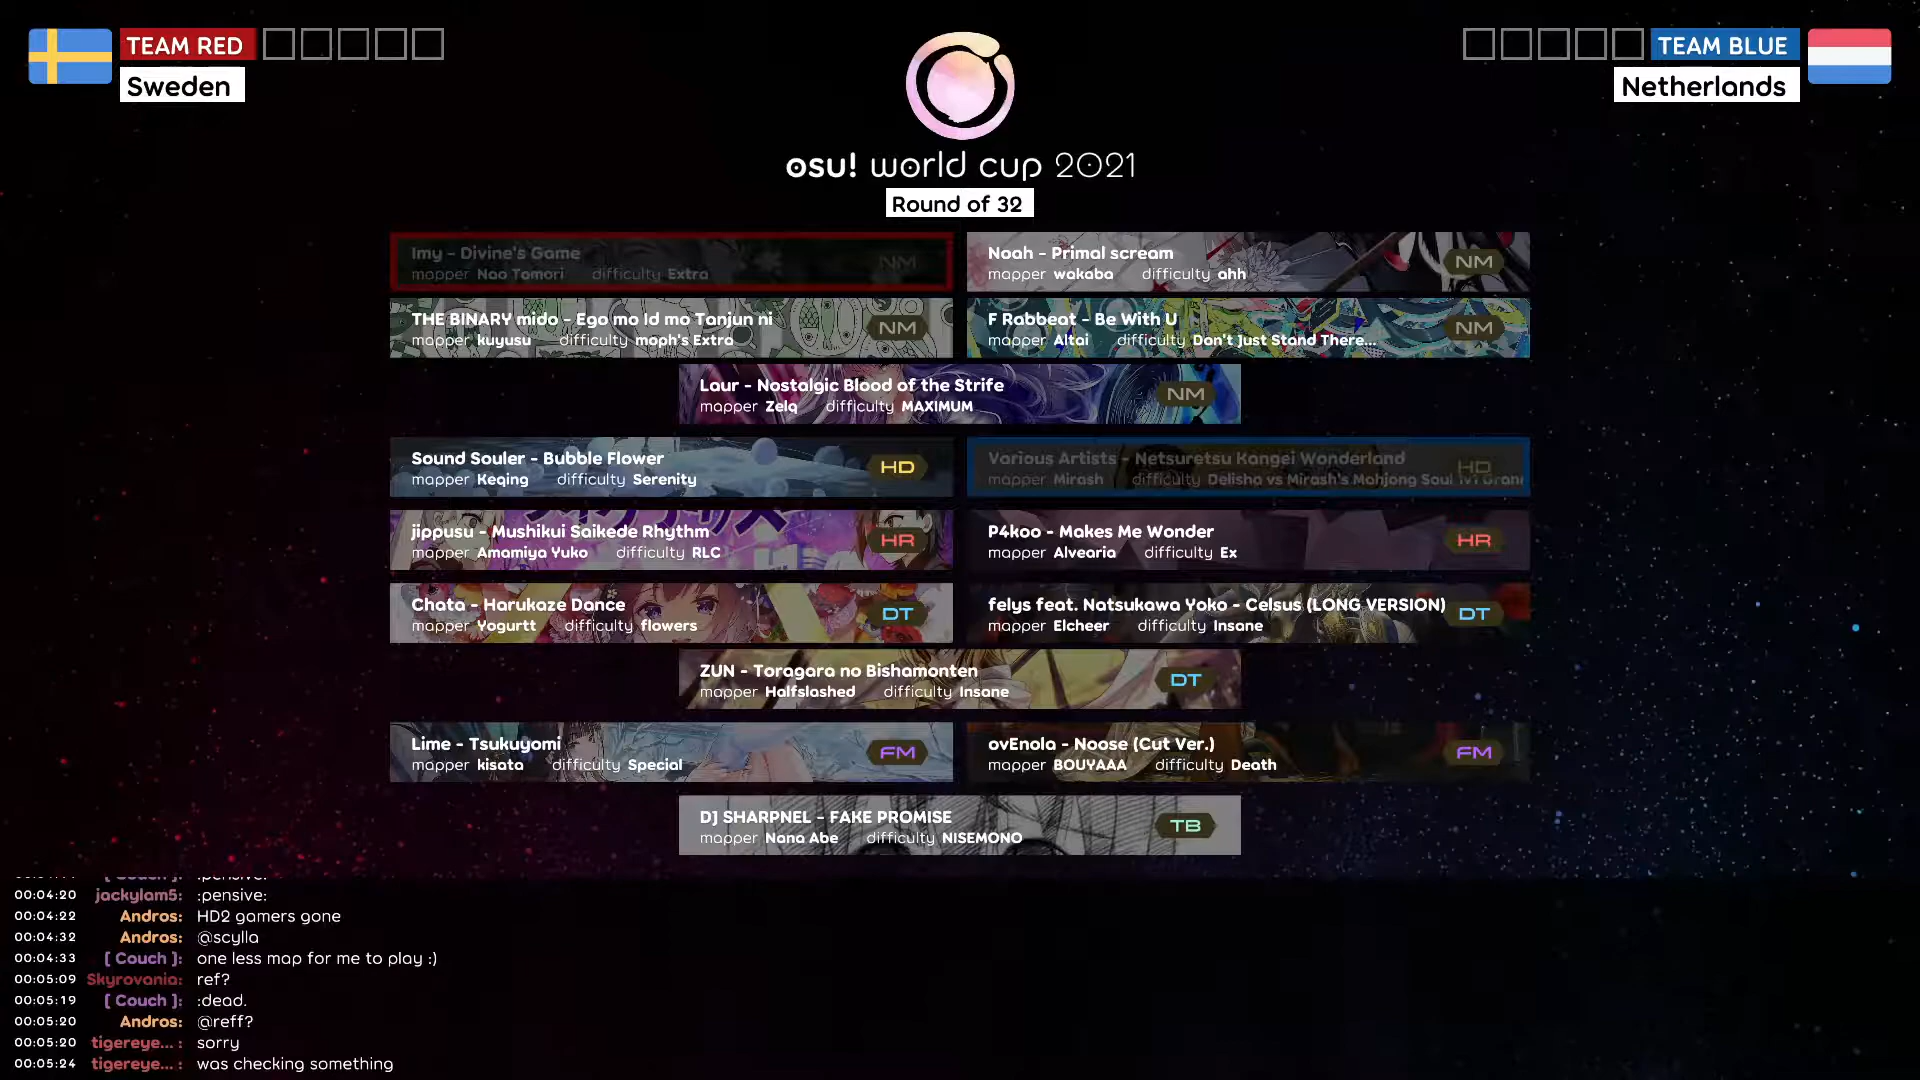 TEAM RED
TEAM BLUE
Sweden
Netherlands
osu! world cup 2021
Round of 32
Imy - Divine's Game
mapper Nao Tomori difficulty Extra
NM
Noah - Primal scream
mapper wakaba difficulty ahh
NM
THE BINARY mido - Ego mo Id mo Tanjun ni
mapper kuyusu difficulty moph's Extra
NM
F Rabbeat - Be With U
mapper Altai difficulty Don't Just Stand There...
NM
Laur - Nostalgic Blood of the Strife
mapper Zelq difficulty MAXIMUM
NM
Sound Souler - Bubble Flower
mapper Keqing difficulty Serenity
HD
Various Artists - Netsuretsu Kangei Wonderland
mapper Mirash difficulty Delisha vs Mirash's Mahjong Soul
HD
jippusu - Mushikui Saikede Rhythm
mapper Amamiya Yuko difficulty RLC
HR
P4koo - Makes Me Wonder
mapper Alvearia difficulty Ex
HR
Chata - Harukaze Dance
mapper Yogurtt difficulty flowers
DT
felys feat. Natsukawa Yoko - Celsus (LONG VERSION)
mapper Elcheer difficulty Insane
DT
ZUN - Toragara no Bishamonten
mapper Halfslashed difficulty Insane
DT
Lime - Tsukuyomi
mapper kisata difficulty Special
FM
ovEnola - Noose (Cut Ver.)
mapper BOUYAAA difficulty Death
FM
DJ SHARPNEL - FAKE PROMISE
mapper Nana Abe difficulty NISEMONO
TB
00:04:20 jackylam5: :pensive:
00:04:22 Andros: HD2 gamers gone
00:04:32 Andros: @scylla
00:04:33 [ Couch ]: one less map for me to play :)
00:05:09 Skyrovania: ref?
00:05:19 [ Couch ]: :dead.
00:05:20 Andros: @reff?
00:05:20 tigereye... : sorry
00:05:24 tigereye... : was checking something